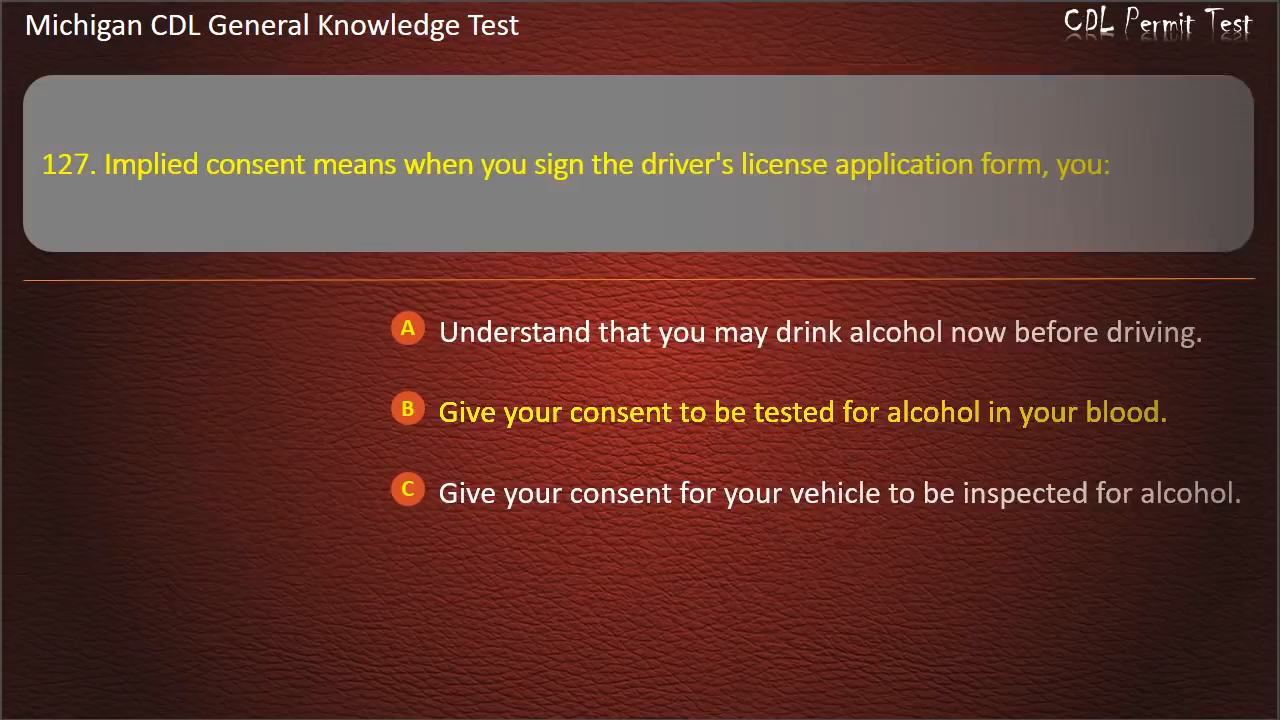 Michigan CDL General Knowledge Test
CDL Permit Test
127. Implied consent means when you sign the driver's license application form, you:
A Understand that you may drink alcohol now before driving.
B Give your consent to be tested for alcohol in your blood.
C Give your consent for your vehicle to be inspected for alcohol.